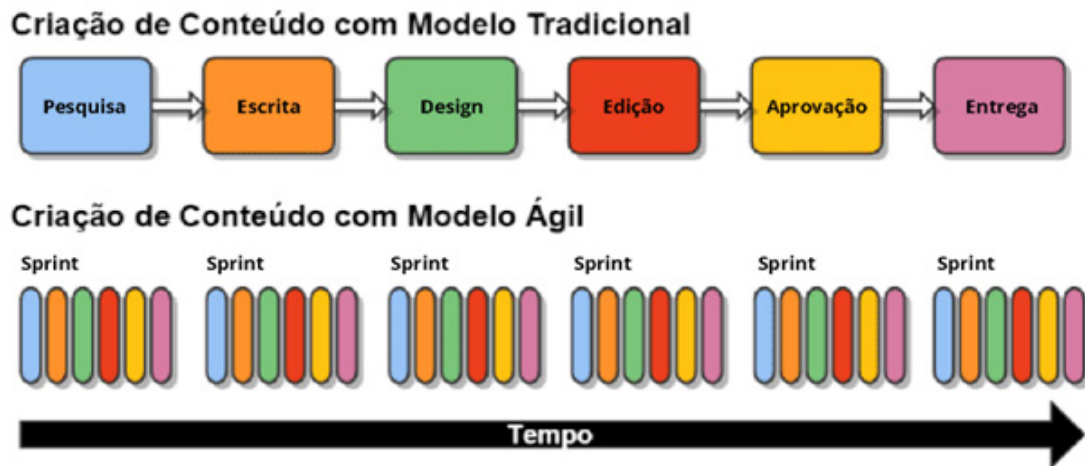 Criação de Conteúdo com Modelo Tradicional
Pesquisa
Escrita
Design
Edição
Aprovação
Entrega
Criação de Conteúdo com Modelo Ágil
Sprint
Sprint
Sprint
Sprint
Sprint
Sprint
Tempo